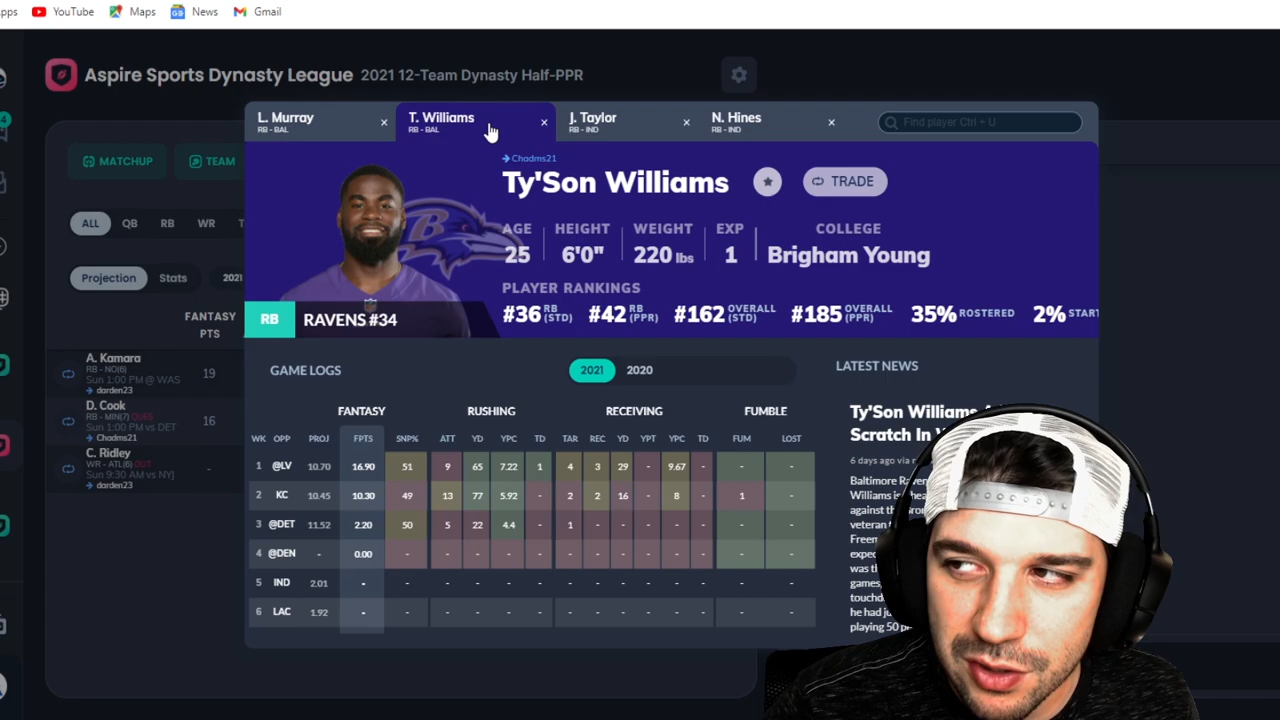 pps YouTube Maps News Gmail
Aspire Sports Dynasty League 2021 12-Team Dynasty Half-PPR
L. Murray
RB - BAL
T. Williams
RB - BAL
J. Taylor
RB - IND
N. Hines
RB - IND
Find player Ctrl + U
MATCHUP TEAM
Chadms21
Ty'Son Williams
TRADE
AGE HEIGHT WEIGHT EXP COLLEGE
25 6'0" 220 lbs 1 Brigham Young
PLAYER RANKINGS
#36 RB (STD) #42 RB (PPR) #162 OVERALL (STD) #185 OVERALL (PPR) 35% ROSTERED 2% START
RB RAVENS #34
ALL QB RB WR T
Projection Stats 2021
FANTASY
PTS
A. Kamara
RB - NO(6)
Sun 1:00 PM @ WAS
darden23
19
D. Cook
RB - MIN(7) QUES
Sun 1:00 PM vs DET
Chadms21
16
C. Ridley
WR - ATL(6) OUT
Sun 9:30 AM vs NYJ
darden23
-
GAME LOGS 2021 2020
FANTASY RUSHING RECEIVING FUMBLE
WK OPP PROJ FPTS SNP% ATT YD YPC TD TAR REC YD YPT YPC TD FUM LOST
1 @LV 10.70 16.90 51 9 65 7.22 1 4 3 29 - 9.67 - - -
2 KC 10.45 10.30 49 13 77 5.92 - 2 2 16 - 8 - 1 -
3 @DET 11.52 2.20 50 5 22 4.4 - 1 - - - - - - -
4 @DEN - 0.00 - - - - - - - - - - - - -
5 IND 2.01 - - - - - - - - - - - - - -
6 LAC 1.92 - - - - - - - - - - - - - -
LATEST NEWS
Ty'Son Williams A
Scratch In W
6 days ago via r
Baltimore Rave
Williams is hea
against the
veteran
Freem
expec
was th
games,
touchd
he had ju
playing 50 p